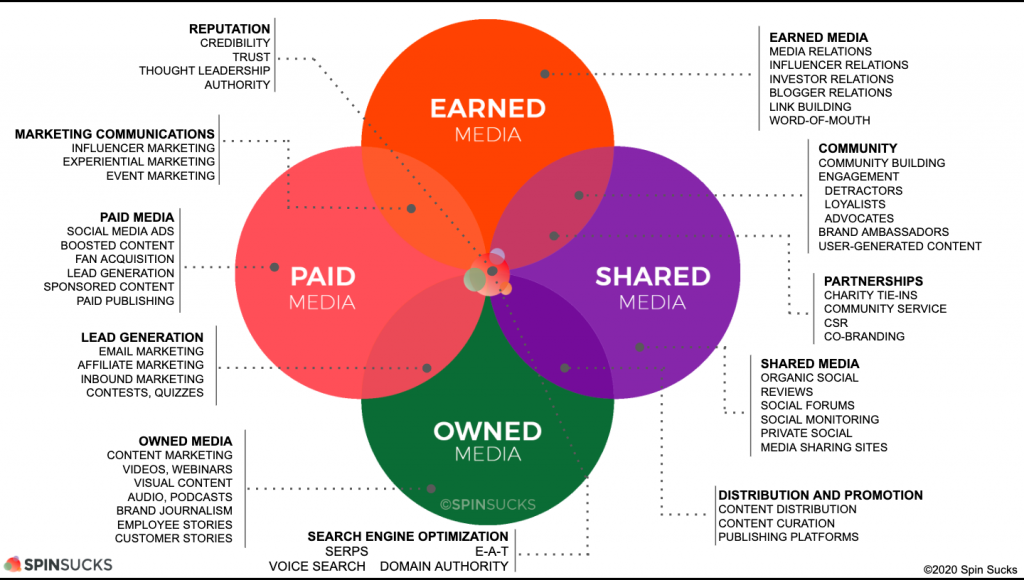 REPUTATION
CREDIBILITY
TRUST
THOUGHT LEADERSHIP
AUTHORITY
MARKETING COMMUNICATIONS
INFLUENCER MARKETING
EXPERIENTIAL MARKETING
EVENT MARKETING
PAID MEDIA
SOCIAL MEDIA ADS
BOOSTED CONTENT
FAN ACQUISITION
LEAD GENERATION
SPONSORED CONTENT
PAID PUBLISHING
LEAD GENERATION
EMAIL MARKETING
AFFILIATE MARKETING
INBOUND MARKETING
CONTESTS, QUIZZES
OWNED MEDIA
CONTENT MARKETING
VIDEOS, WEBINARS
VISUAL CONTENT
AUDIO, PODCASTS
BRAND JOURNALISM
EMPLOYEE STORIES
CUSTOMER STORIES
EARNED
MEDIA
PAID
MEDIA
SHARED
MEDIA
OWNED
MEDIA
©SPINSUCKS
SEARCH ENGINE OPTIMIZATION
SERPS E-A-T
VOICE SEARCH DOMAIN AUTHORITY
EARNED MEDIA
MEDIA RELATIONS
INFLUENCER RELATIONS
INVESTOR RELATIONS
BLOGGER RELATIONS
LINK BUILDING
WORD-OF-MOUTH
COMMUNITY
COMMUNITY BUILDING
ENGAGEMENT
DETRACTORS
LOYALISTS
ADVOCATES
BRAND AMBASSADORS
USER-GENERATED CONTENT
PARTNERSHIPS
CHARITY TIE-INS
COMMUNITY SERVICE
CSR
CO-BRANDING
SHARED MEDIA
ORGANIC SOCIAL
REVIEWS
SOCIAL FORUMS
SOCIAL MONITORING
PRIVATE SOCIAL
MEDIA SHARING SITES
DISTRIBUTION AND PROMOTION
CONTENT DISTRIBUTION
CONTENT CURATION
PUBLISHING PLATFORMS
SPINSUCKS
©2020 Spin Sucks